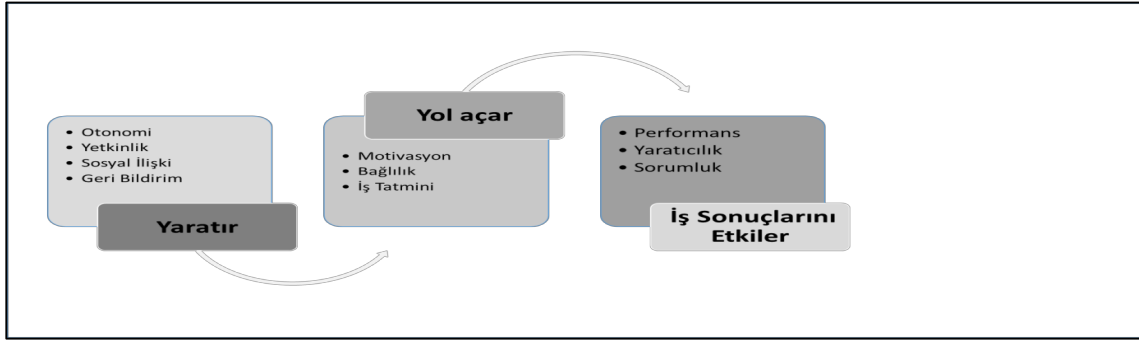 • Otonomi
• Yetkinlik
• Sosyal İlişki
• Geri Bildirim
Yaratır
Yol açar
• Motivasyon
• Bağlılık
• İş Tatmini
• Performans
• Yaratıcılık
• Sorumluk
İş Sonuçlarını
Etkiler